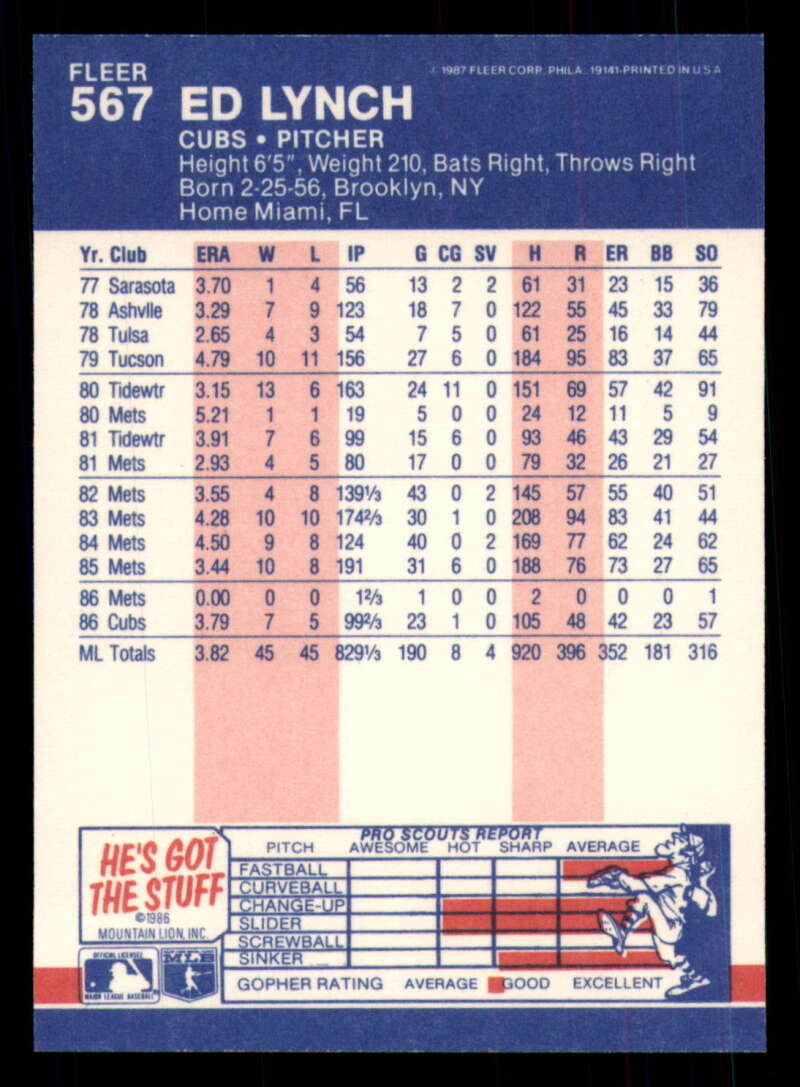 FLEER
567 ED LYNCH
© 1987 FLEER CORP. PHILA. 19141-PRINTED IN U S A
CUBS • PITCHER
Height 6'5", Weight 210, Bats Right, Throws Right
Born 2-25-56, Brooklyn, NY
Home Miami, FL
Yr. Club ERA W L IP G CG SV H R ER BB SO
77 Sarasota 3.70 1 4 56 13 2 2 61 31 23 15 36
78 Ashvlle 3.29 7 9 123 18 7 0 122 55 45 33 79
78 Tulsa 2.65 4 3 54 7 5 0 61 25 16 14 44
79 Tucson 4.79 10 11 156 27 6 0 184 95 83 37 65
80 Tidewtr 3.15 13 6 163 24 11 0 151 69 57 42 91
80 Mets 5.21 1 1 19 5 0 0 24 12 11 5 9
81 Tidewtr 3.91 7 6 99 15 6 0 93 46 43 29 54
81 Mets 2.93 4 5 80 17 0 0 79 32 26 21 27
82 Mets 3.55 4 8 139⅓ 43 0 2 145 57 55 40 51
83 Mets 4.28 10 10 174⅔ 30 1 0 208 94 83 41 44
84 Mets 4.50 9 8 124 40 0 2 169 77 62 24 62
85 Mets 3.44 10 8 191 31 6 0 188 76 73 27 65
86 Mets 0.00 0 0 1⅔ 1 0 0 2 0 0 0 1
86 Cubs 3.79 7 5 99⅔ 23 1 0 105 48 42 23 57
ML Totals 3.82 45 45 829⅓ 190 8 4 920 396 352 181 316
HE'S GOT
THE STUFF
©1986
MOUNTAIN LION, INC.
OFFICIAL LICENSEE
MAJOR LEAGUE BASEBALL
MLB
PRO SCOUTS REPORT
PITCH AWESOME HOT SHARP AVERAGE
FASTBALL
CURVEBALL
CHANGE-UP
SLIDER
SCREWBALL
SINKER
GOPHER RATING AVERAGE GOOD EXCELLENT